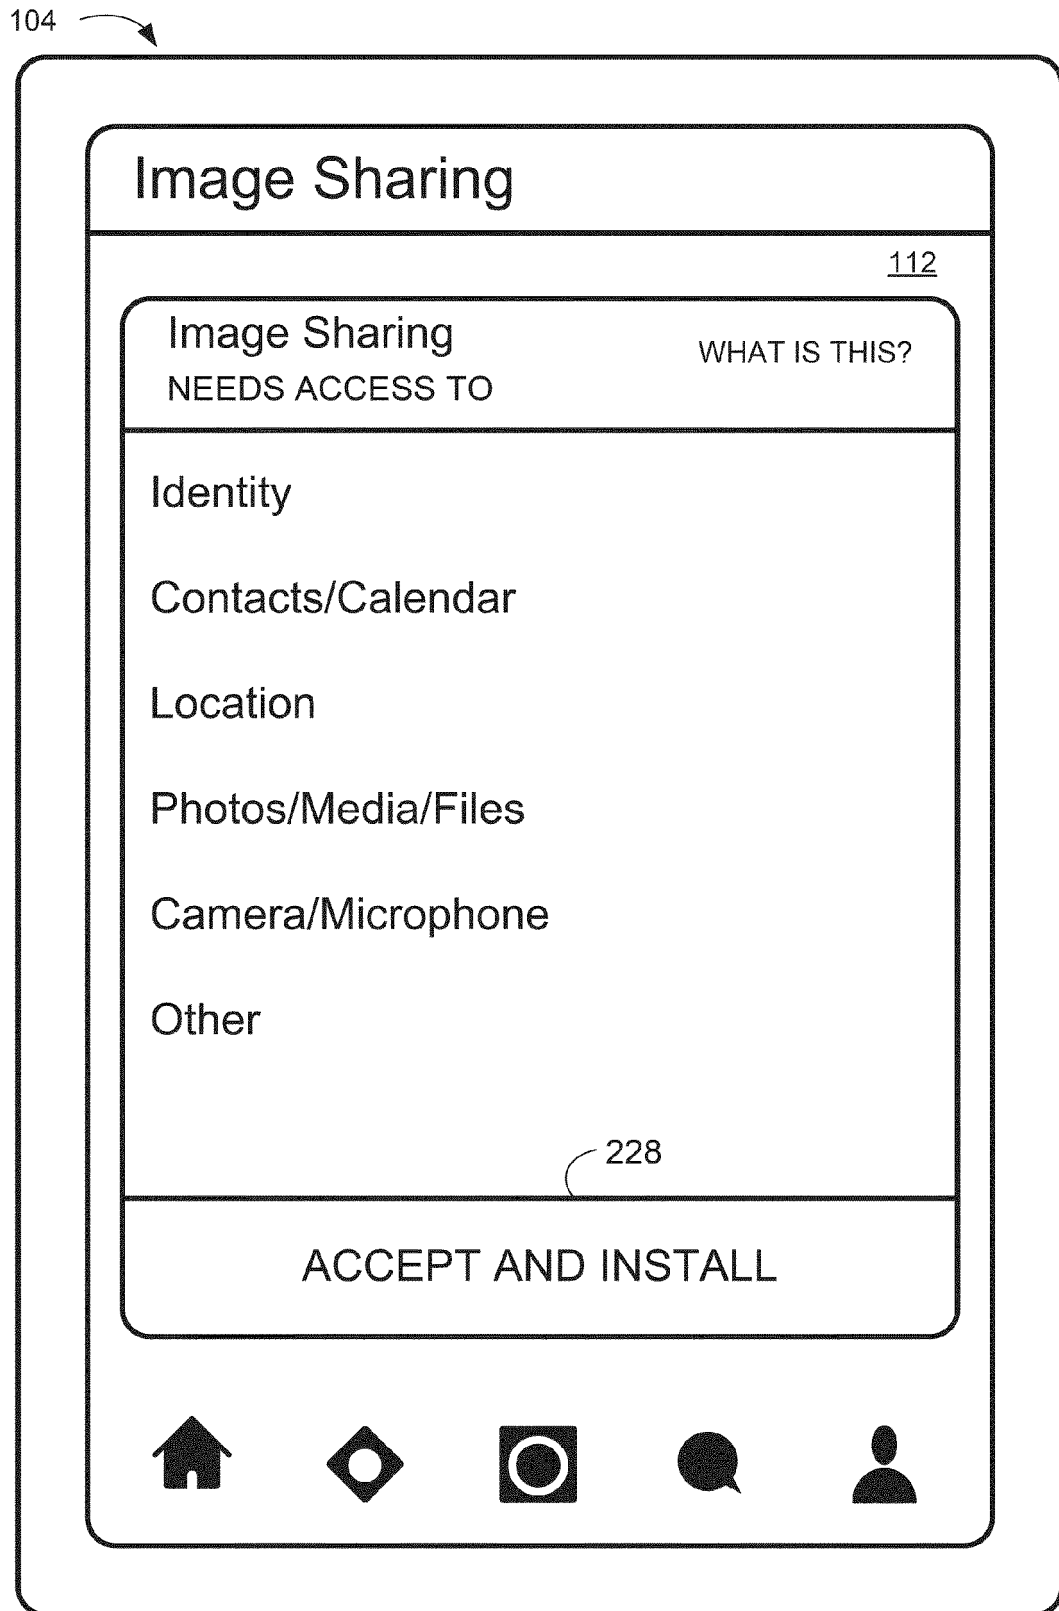 104
Image Sharing
112
Image Sharing
WHAT IS THIS?
NEEDS ACCESS TO
Identity
Contacts/Calendar
Location
Photos/Media/Files
Camera/Microphone
Other
228
ACCEPT AND INSTALL